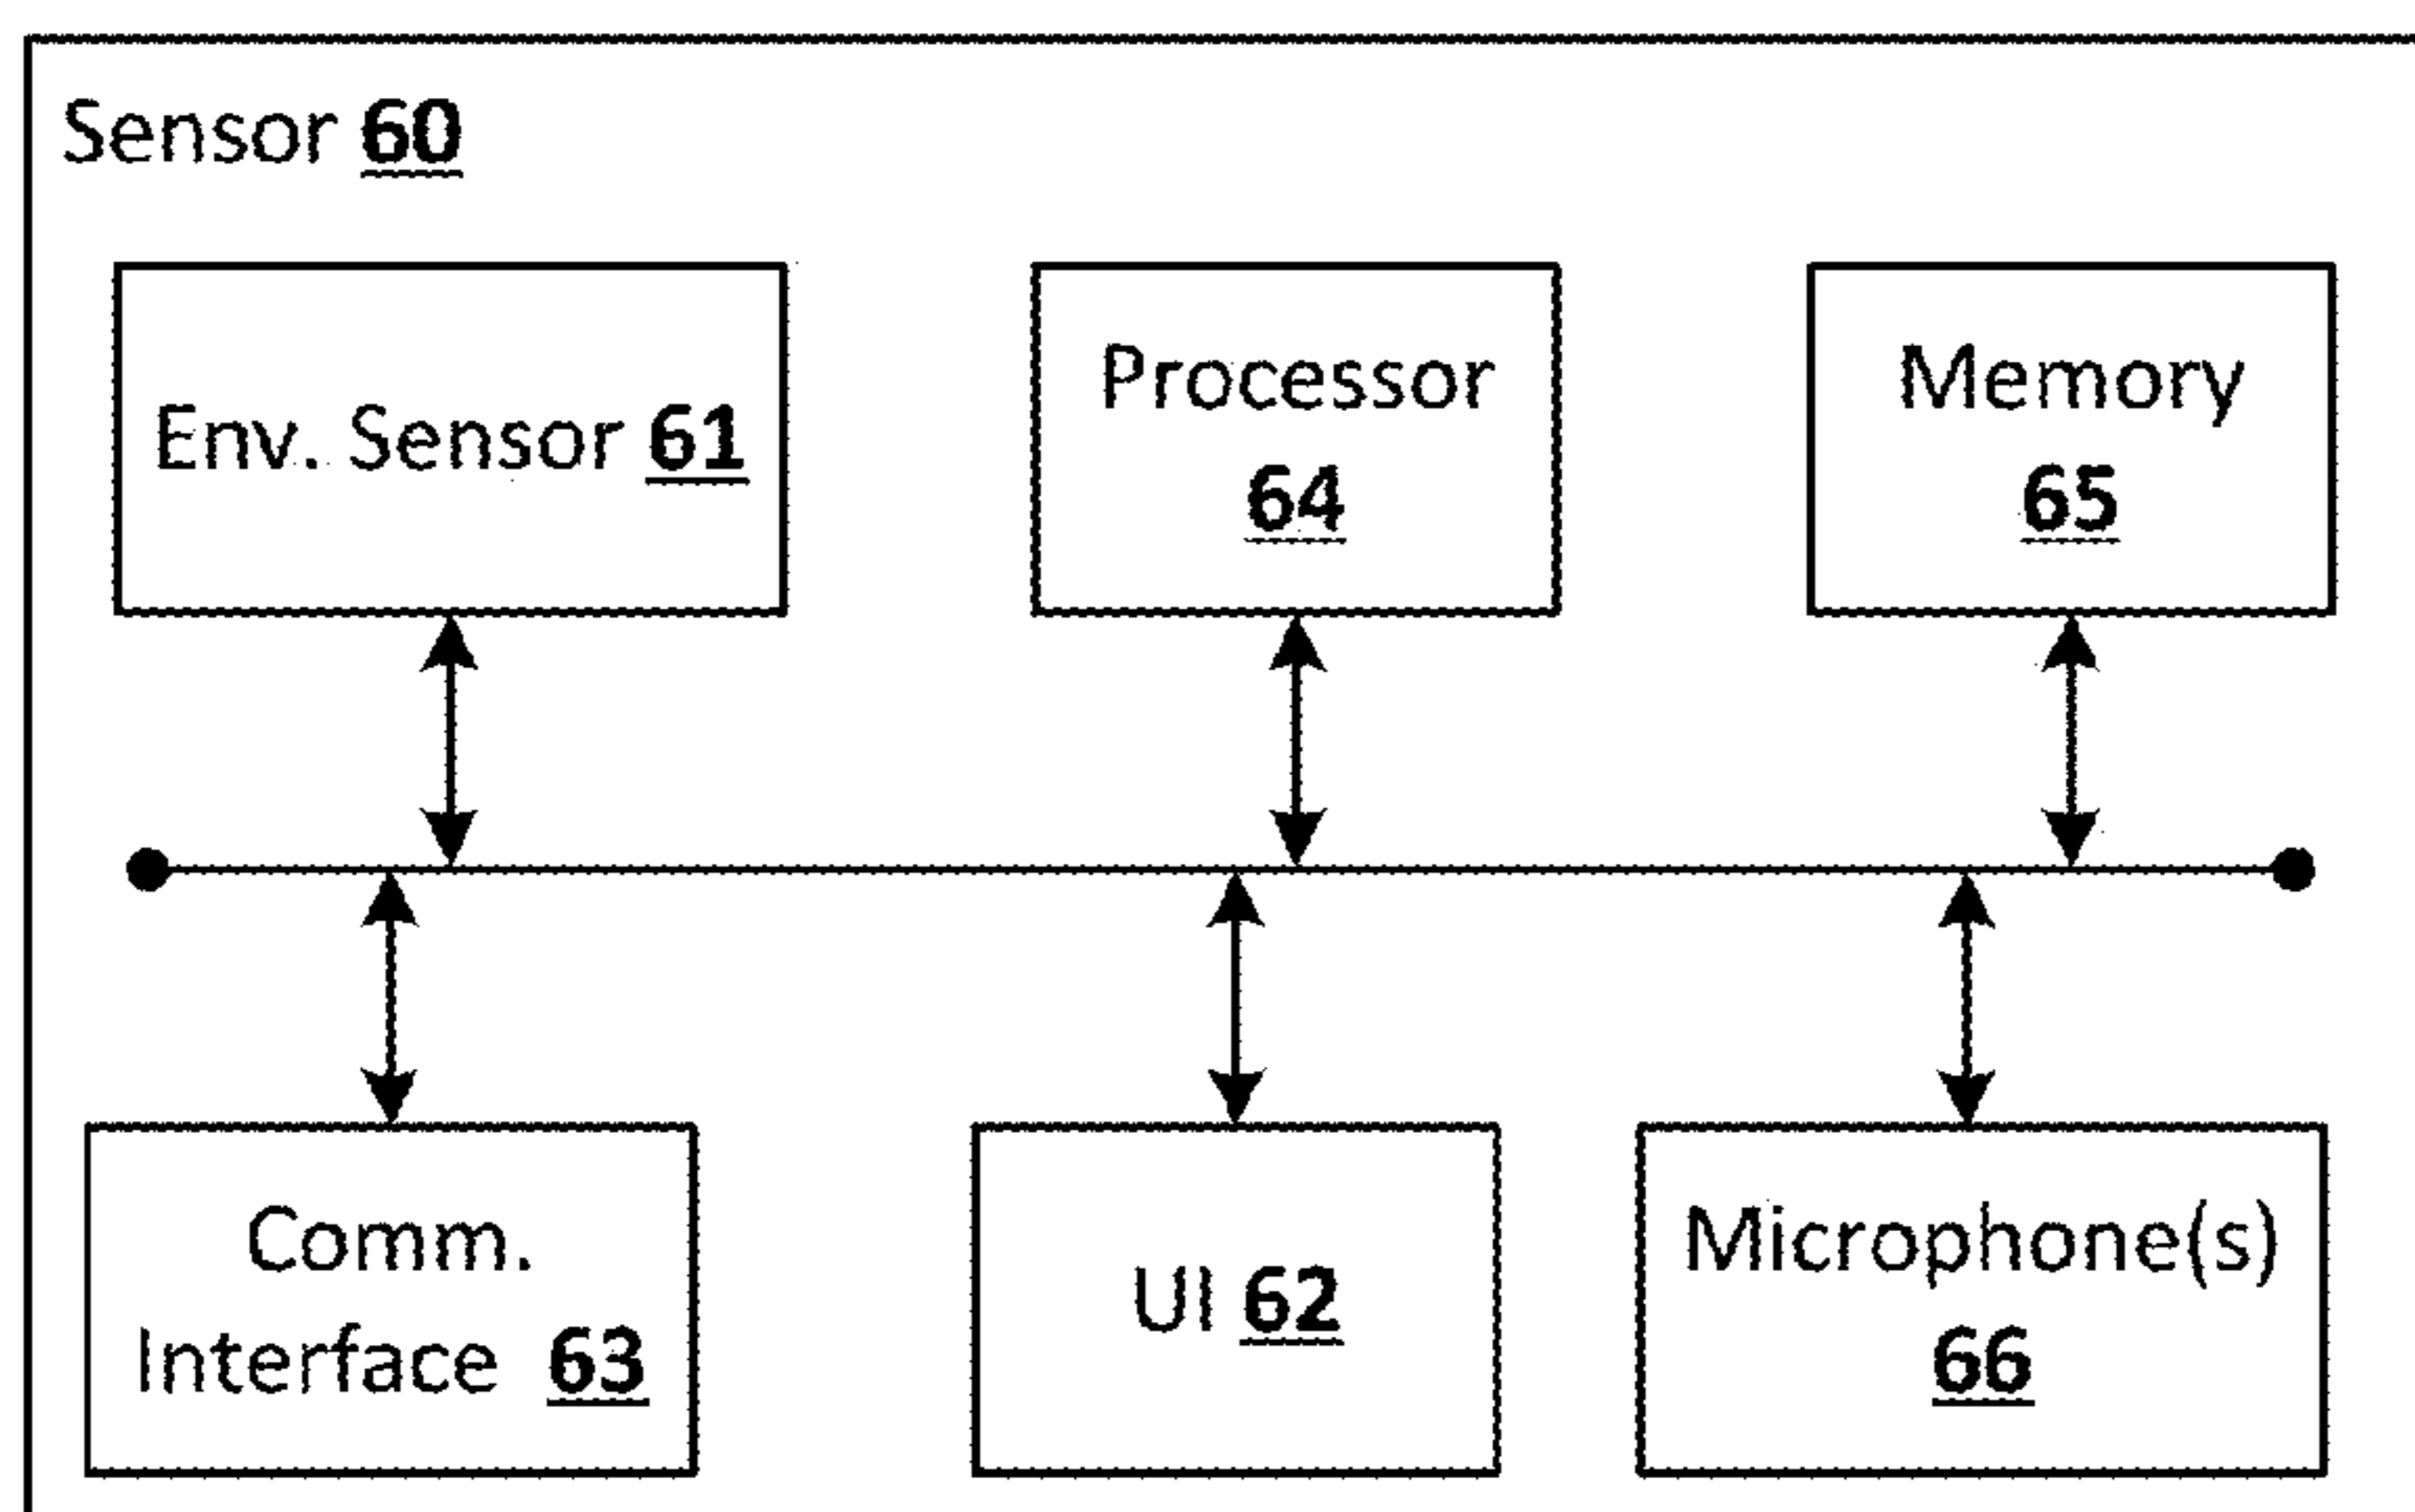 Sensor 60
Env. Sensor 61
Processor
64
Memory
65
Comm.
Interface 63
UI 62
Microphone(s)
66